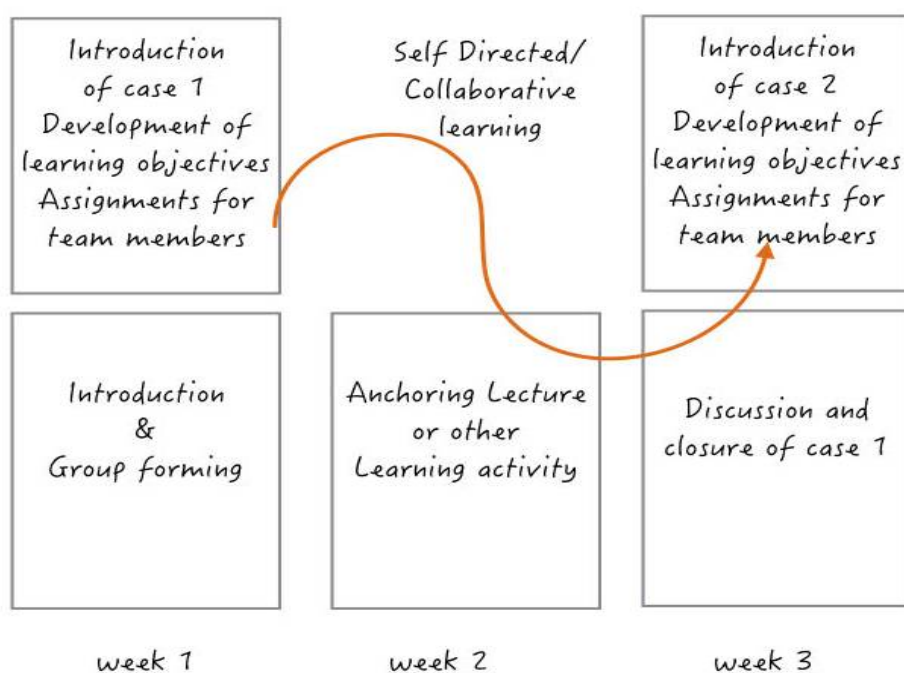 Introduction
of case 1
Development of
learning objectives
Assignments for
team members
Self Directed/
Collaborative
learning
Introduction
of case 2
Development of
learning objectives
Assignments for
team members
Introduction
&
Group forming
Anchoring Lecture
or other
Learning activity
Discussion and
closure of case 1
week 1
week 2
week 3